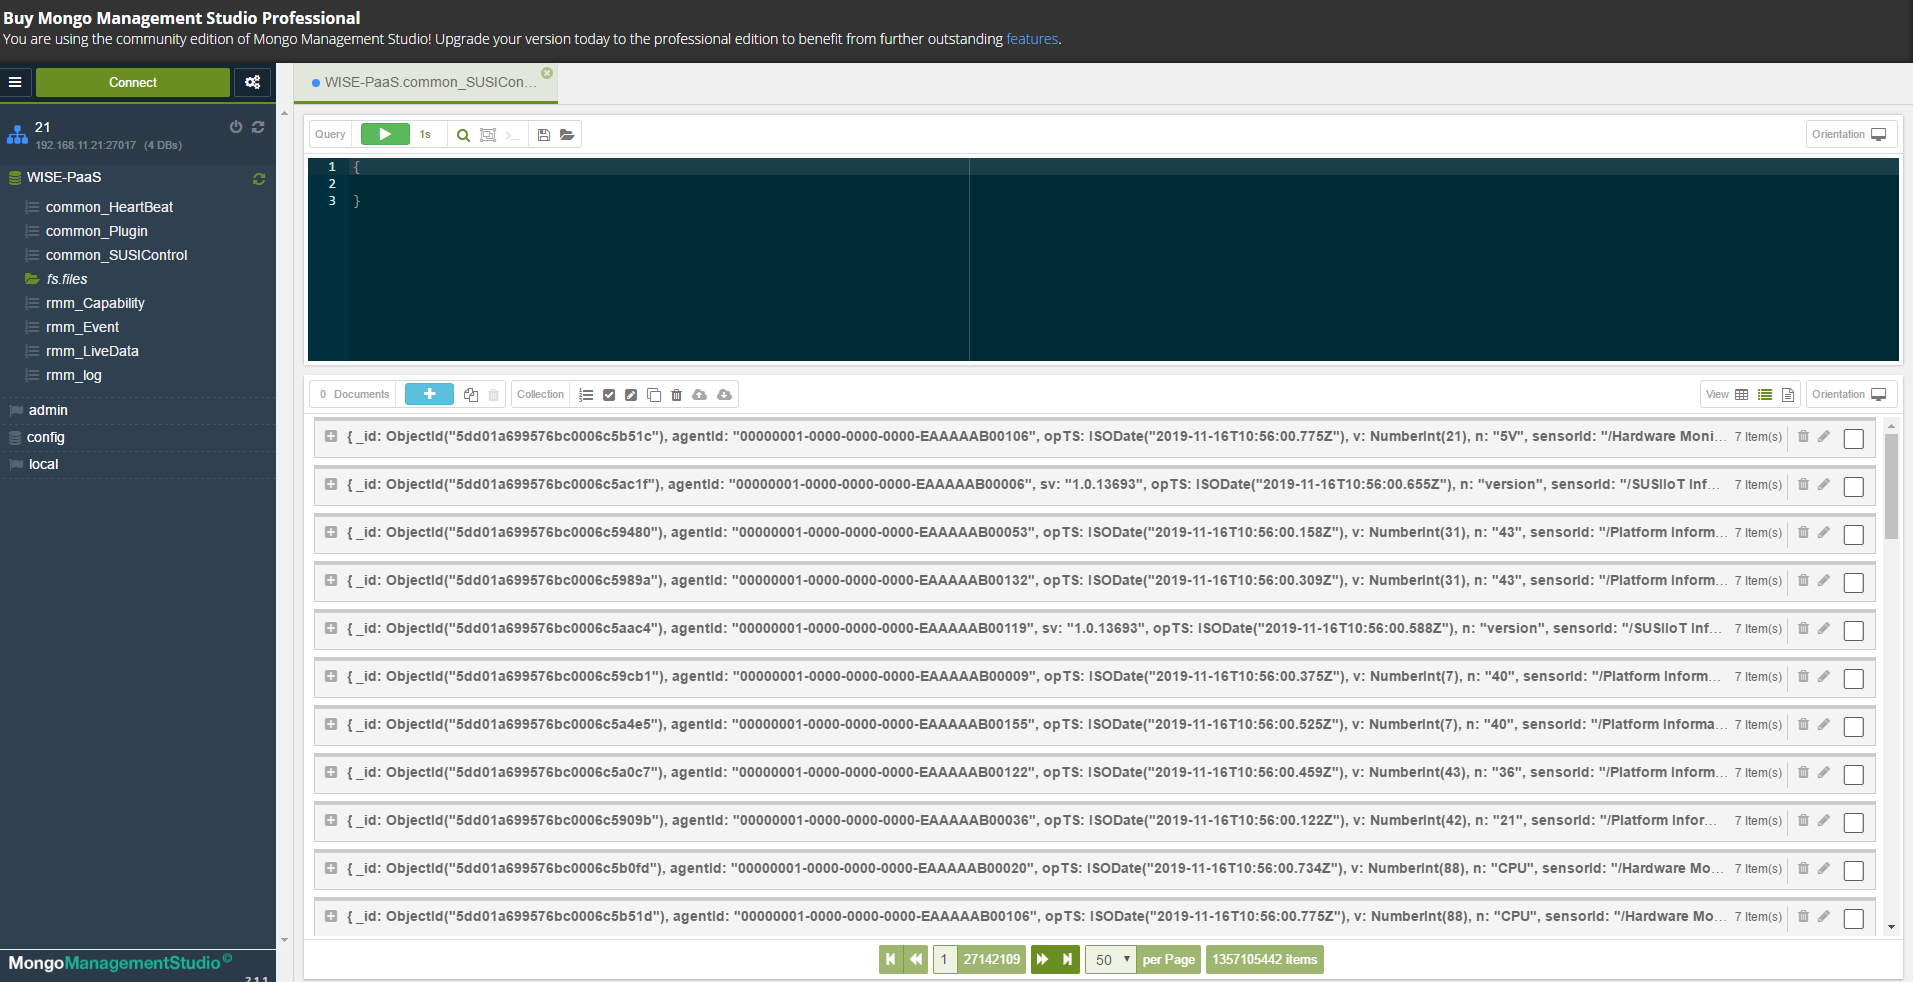 Buy Mongo Management Studio Professional
You are using the community edition of Mongo Management Studio! Upgrade your version today to the professional edition to benefit from further outstanding features.
Connect
WISE-PaaS.common_SUSICon...
21
192.168.11.21:27017 (4 DBs)
WISE-PaaS
common_HeartBeat
common_Plugin
common_SUSIControl
fs.files
rmm_Capability
rmm_Event
rmm_LiveData
rmm_log
admin
config
local
MongoManagementStudio©
2.1.1
Query 1s Orientation
1 {
2
3 }
0 Documents Collection View Orientation
{ _id: ObjectId("5dd01a699576bc0006c5b51c"), agentId: "00000001-0000-0000-0000-EAAAAAB00106", opTS: ISODate("2019-11-16T10:56:00.775Z"), v: NumberInt(21), n: "5V", sensorId: "/Hardware Moni... 7 Item(s)
{ _id: ObjectId("5dd01a699576bc0006c5ac1f"), agentId: "00000001-0000-0000-0000-EAAAAAB00006", sv: "1.0.13693", opTS: ISODate("2019-11-16T10:56:00.655Z"), n: "version", sensorId: "/SUSIIoT Inf... 7 Item(s)
{ _id: ObjectId("5dd01a699576bc0006c59480"), agentId: "00000001-0000-0000-0000-EAAAAAB00053", opTS: ISODate("2019-11-16T10:56:00.158Z"), v: NumberInt(31), n: "43", sensorId: "/Platform Inform... 7 Item(s)
{ _id: ObjectId("5dd01a699576bc0006c5989a"), agentId: "00000001-0000-0000-0000-EAAAAAB00132", opTS: ISODate("2019-11-16T10:56:00.309Z"), v: NumberInt(31), n: "43", sensorId: "/Platform Inform... 7 Item(s)
{ _id: ObjectId("5dd01a699576bc0006c5aac4"), agentId: "00000001-0000-0000-0000-EAAAAAB00119", sv: "1.0.13693", opTS: ISODate("2019-11-16T10:56:00.588Z"), n: "version", sensorId: "/SUSIIoT Inf... 7 Item(s)
{ _id: ObjectId("5dd01a699576bc0006c59cb1"), agentId: "00000001-0000-0000-0000-EAAAAAB00009", opTS: ISODate("2019-11-16T10:56:00.375Z"), v: NumberInt(7), n: "40", sensorId: "/Platform Inform... 7 Item(s)
{ _id: ObjectId("5dd01a699576bc0006c5a4e5"), agentId: "00000001-0000-0000-0000-EAAAAAB00155", opTS: ISODate("2019-11-16T10:56:00.525Z"), v: NumberInt(7), n: "40", sensorId: "/Platform Informa... 7 Item(s)
{ _id: ObjectId("5dd01a699576bc0006c5a0c7"), agentId: "00000001-0000-0000-0000-EAAAAAB00122", opTS: ISODate("2019-11-16T10:56:00.459Z"), v: NumberInt(43), n: "36", sensorId: "/Platform Inform... 7 Item(s)
{ _id: ObjectId("5dd01a699576bc0006c5909b"), agentId: "00000001-0000-0000-0000-EAAAAAB00036", opTS: ISODate("2019-11-16T10:56:00.122Z"), v: NumberInt(42), n: "21", sensorId: "/Platform Infor... 7 Item(s)
{ _id: ObjectId("5dd01a699576bc0006c5b0fd"), agentId: "00000001-0000-0000-0000-EAAAAAB00020", opTS: ISODate("2019-11-16T10:56:00.734Z"), v: NumberInt(88), n: "CPU", sensorId: "/Hardware Mo... 7 Item(s)
{ _id: ObjectId("5dd01a699576bc0006c5b51d"), agentId: "00000001-0000-0000-0000-EAAAAAB00106", opTS: ISODate("2019-11-16T10:56:00.775Z"), v: NumberInt(88), n: "CPU", sensorId: "/Hardware Mo... 7 Item(s)
1 27142109 50 per Page 1357105442 items